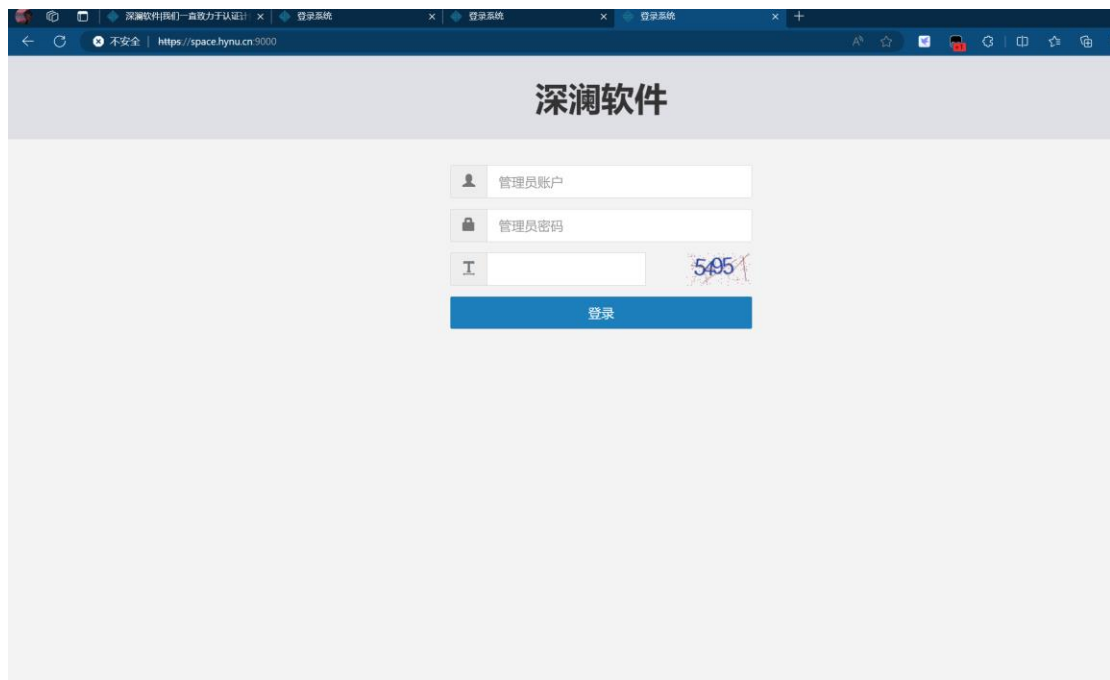 深澜软件|我们一直致力于认证计 登录系统 登录系统 登录系统
不安全 https://space.hynu.cn:9000
深澜软件
管理员账户
管理员密码
5495
登录